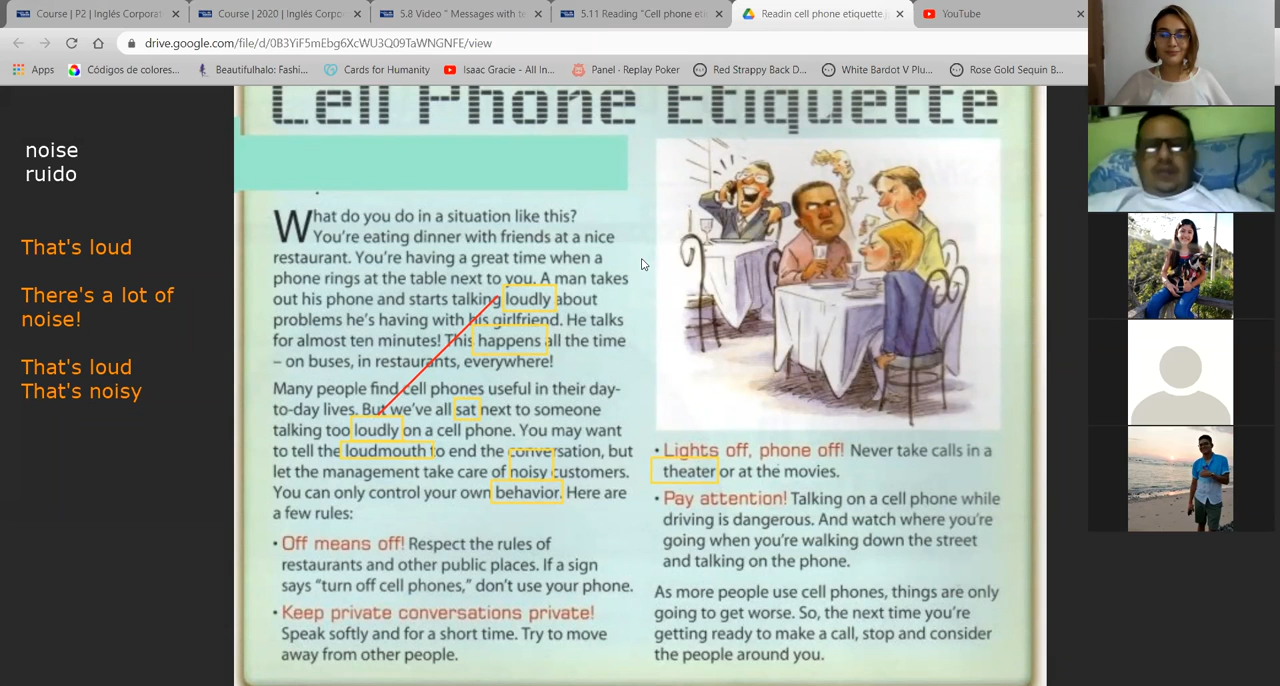 Course | P2 | Inglés Corporat
Course | 2020 | Inglés Corpo
5.8 Video " Messages with te
5.11 Reading "Cell phone eti
Readin cell phone etiquette.j
YouTube
drive.google.com/file/d/0B3YiF5mEbg6XcWU3Q09TaWNGNFE/view
Apps
Códigos de colores...
Beautifulhalo: Fashi...
Cards for Humanity
Isaac Gracie - All In...
Panel · Replay Poker
Red Strappy Back D...
White Bardot V Plu...
Rose Gold Sequin B...
noise
ruido
That's loud
There's a lot of
noise!
That's loud
That's noisy
Cell Phone Etiquette
What do you do in a situation like this?
You're eating dinner with friends at a nice
restaurant. You're having a great time when a
phone rings at the table next to you. A man takes
out his phone and starts talking loudly about
problems he's having with his girlfriend. He talks
for almost ten minutes! This happens all the time
– on buses, in restaurants, everywhere!
Many people find cell phones useful in their day-
to-day lives. But we've all sat next to someone
talking too loudly on a cell phone. You may want
to tell the loudmouth to end the conversation, but
let the management take care of noisy customers.
You can only control your own behavior. Here are
a few rules:
• Off means off! Respect the rules of
restaurants and other public places. If a sign
says "turn off cell phones," don't use your phone.
• Keep private conversations private!
Speak softly and for a short time. Try to move
away from other people.
• Lights off, phone off! Never take calls in a
theater or at the movies.
• Pay attention! Talking on a cell phone while
driving is dangerous. And watch where you're
going when you're walking down the street
and talking on the phone.
As more people use cell phones, things are only
going to get worse. So, the next time you're
getting ready to make a call, stop and consider
the people around you.